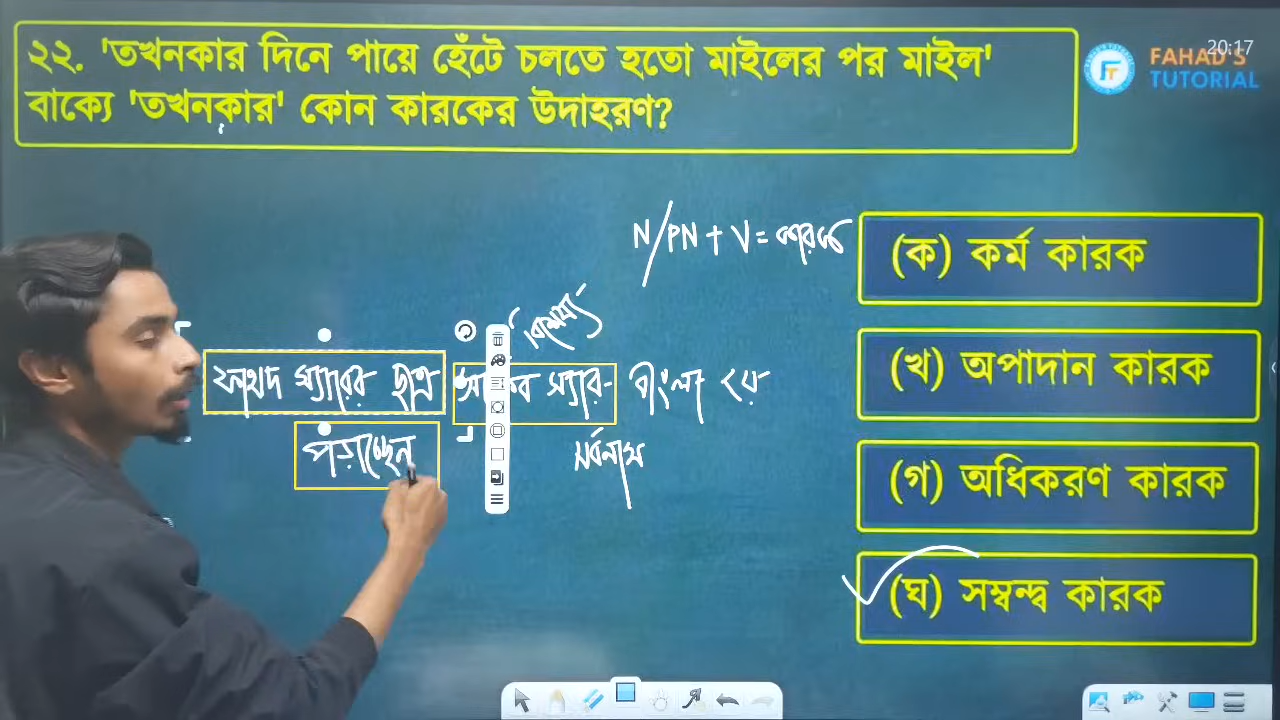 ২২. 'তখনকার দিনে পায়ে হেঁটে চলতে হতো মাইলের পর মাইল'
বাক্যে 'তখনকার' কোন কারকের উদাহরণ?
20:17
FAHAD'S
TUTORIAL
N/PN + V = কারক
(ক) কর্ম কারক
বিশেষ্য
ফাহাদ স্যারের ছাত্র
স্যার
বাংলা
(খ) অপাদান কারক
পড়াচ্ছেন
সর্বনাম
(গ) অধিকরণ কারক
(ঘ) সম্বন্দ্ব কারক